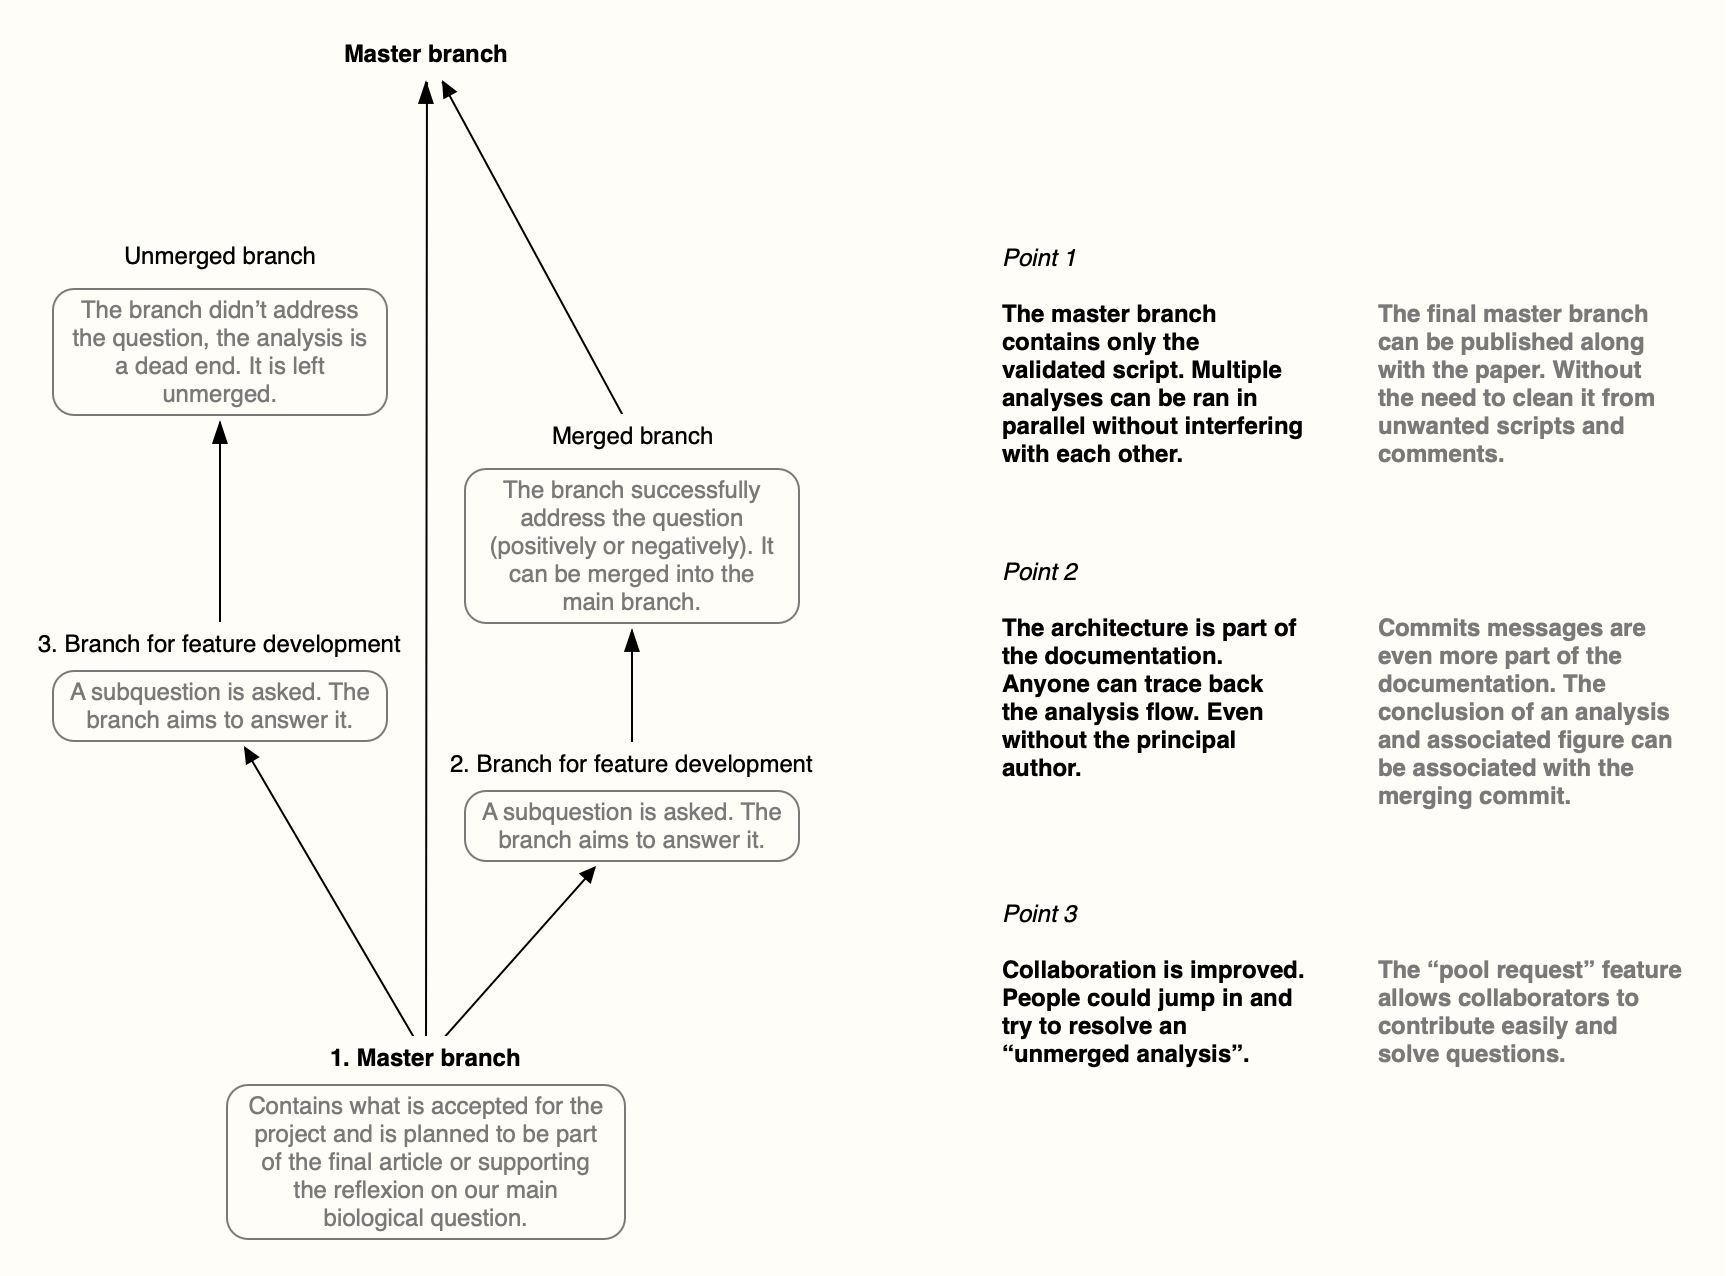 Master branch
Unmerged branch
The branch didn’t address
the question, the analysis is
a dead end. It is left
unmerged.
Merged branch
The branch successfully
address the question
(positively or negatively). It
can be merged into the
main branch.
3. Branch for feature development
A subquestion is asked. The
branch aims to answer it.
2. Branch for feature development
A subquestion is asked. The
branch aims to answer it.
1. Master branch
Contains what is accepted for the
project and is planned to be part
of the final article or supporting
the reflexion on our main
biological question.
Point 1
The master branch
contains only the
validated script. Multiple
analyses can be ran in
parallel without interfering
with each other.
The final master branch
can be published along
with the paper. Without
the need to clean it from
unwanted scripts and
comments.
Point 2
The architecture is part of
the documentation.
Anyone can trace back
the analysis flow. Even
without the principal
author.
Commits messages are
even more part of the
documentation. The
conclusion of an analysis
and associated figure can
be associated with the
merging commit.
Point 3
Collaboration is improved.
People could jump in and
try to resolve an
“unmerged analysis”.
The “pool request” feature
allows collaborators to
contribute easily and
solve questions.